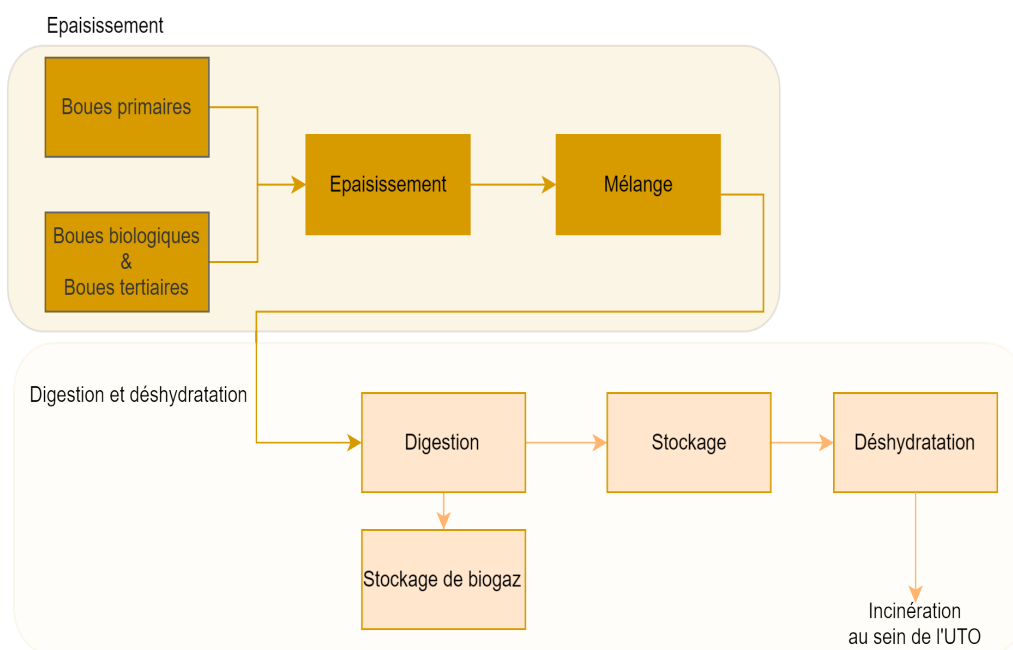 Epaisissement
Boues primaires
Boues biologiques
&
Boues tertiaires
Epaisissement
Mélange
Digestion et déshydratation
Digestion
Stockage
Déshydratation
Stockage de biogaz
Incinération
au sein de l'UTO